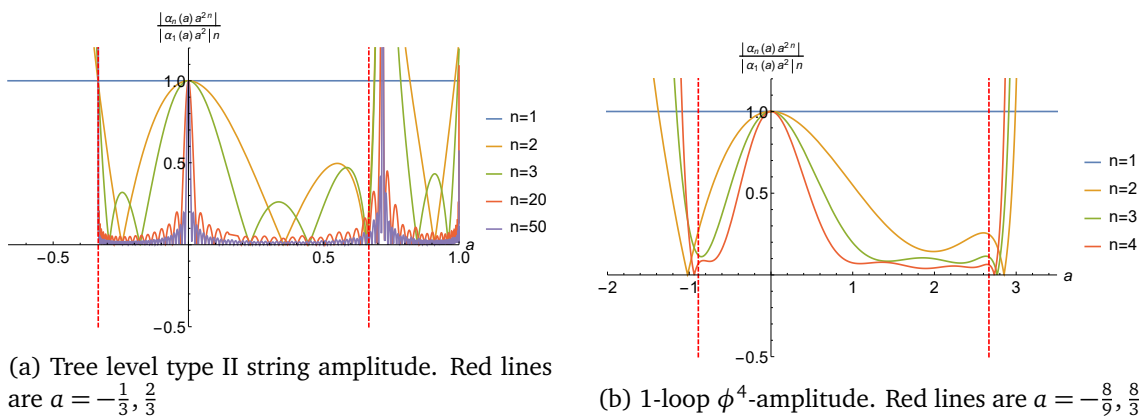 |αₙ(a) a²ⁿ|
|α₁(a) a²| n
1.0
0.5
-0.5
-0.5
0.5
1.0
a
n=1
n=2
n=3
n=20
n=50
(a) Tree level type II string amplitude. Red lines
are a = −1/3, 2/3
|αₙ(a) a²ⁿ|
|α₁(a) a²| n
1.0
0.5
-0.5
-2
-1
0
1
2
3
a
n=1
n=2
n=3
n=4
(b) 1-loop ϕ⁴-amplitude. Red lines are a = −8/9, 8/3